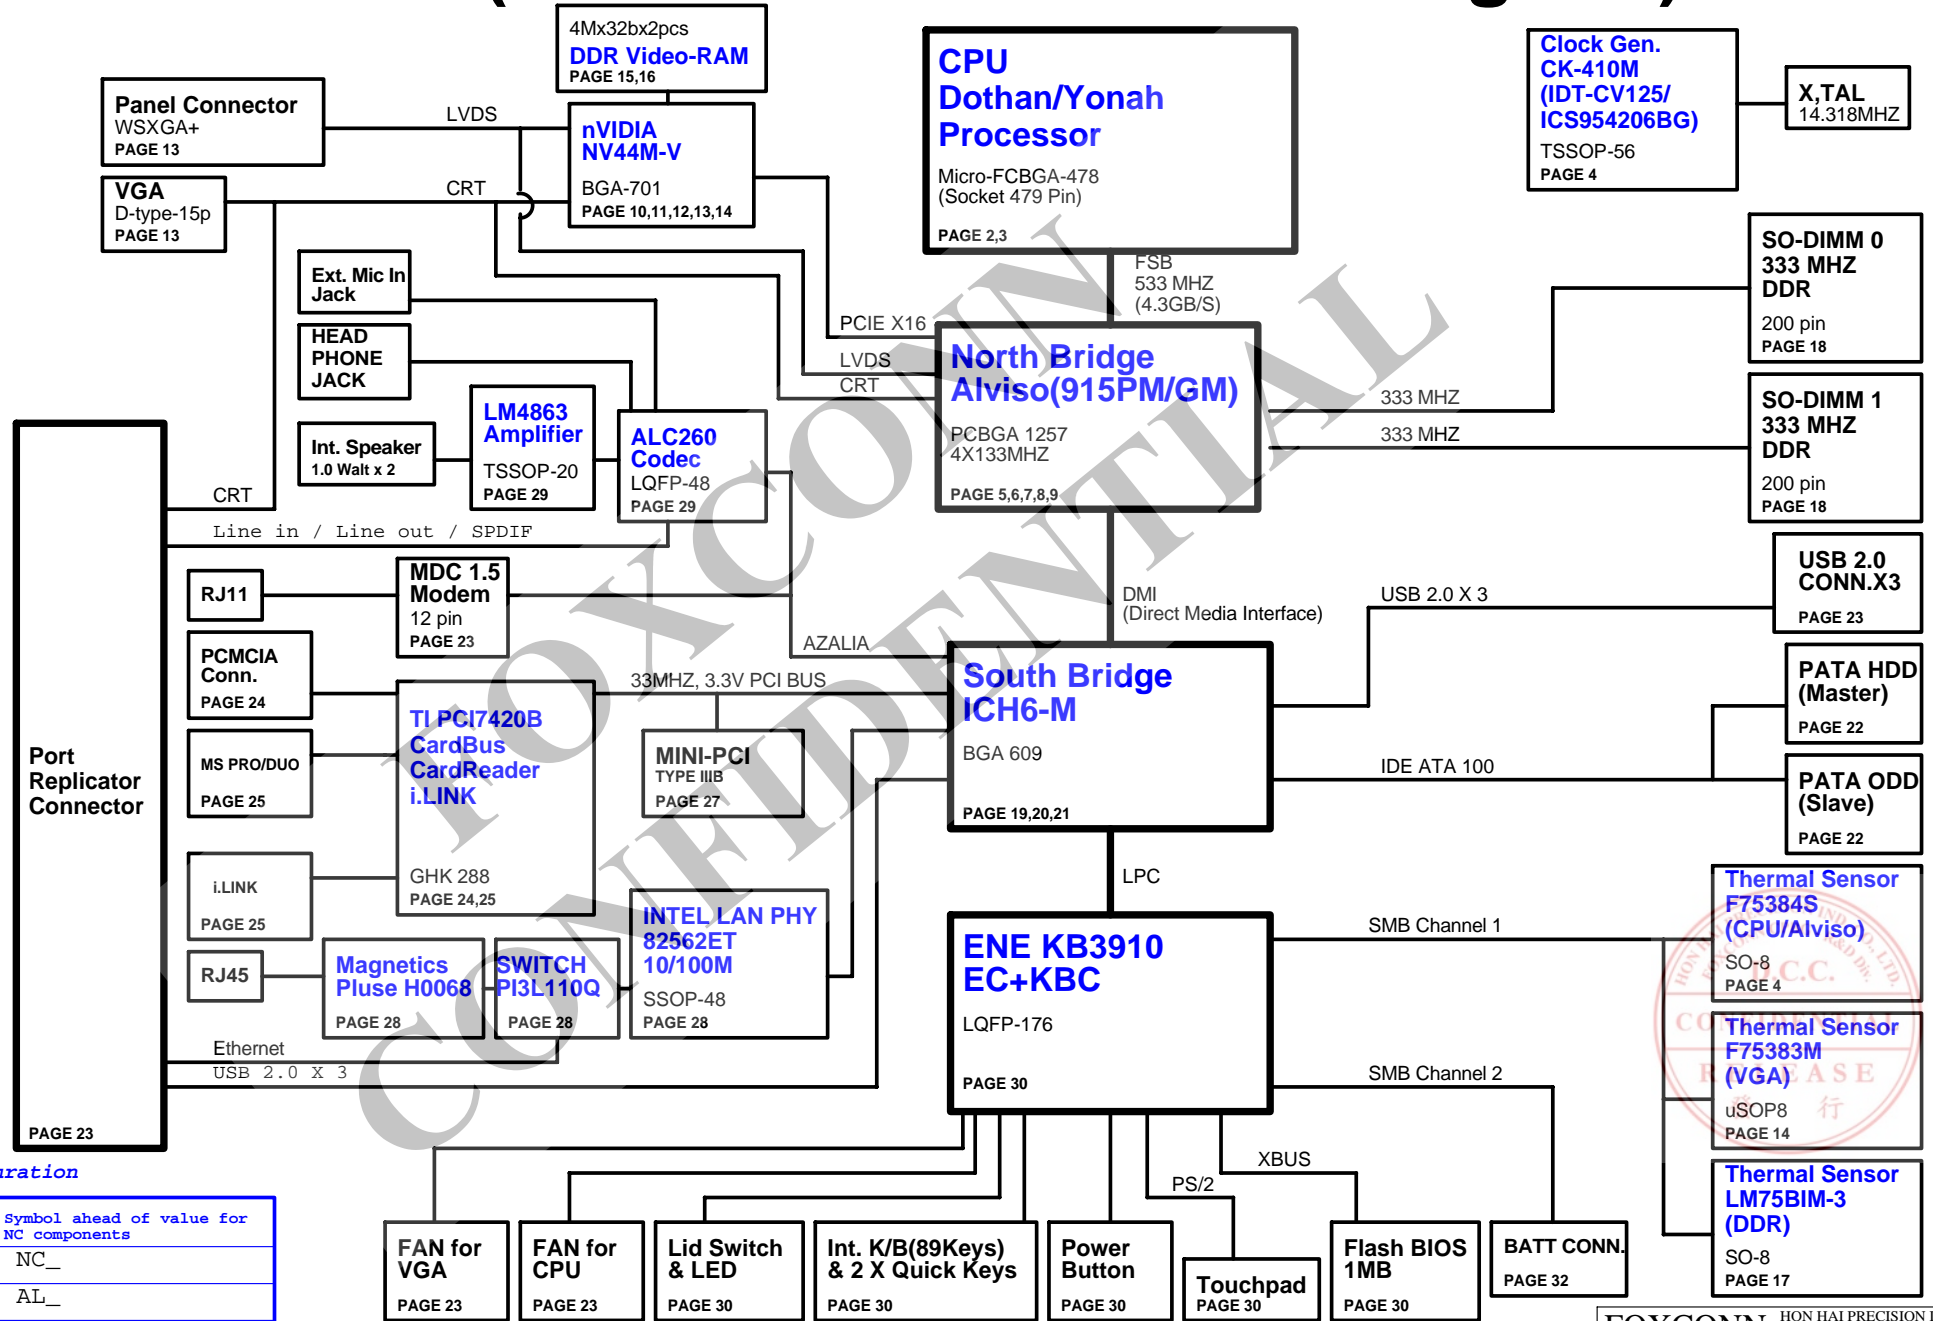 4Mx32bx2pcs
DDR Video-RAM
PAGE 15,16
CPU
Dothan/Yonah
Processor
Micro-FCBGA-478
(Socket 479 Pin)
PAGE 2,3
Clock Gen.
CK-410M
(IDT-CV125/
ICS954206BG)
TSSOP-56
PAGE 4
X,TAL
14.318MHZ
Panel Connector
WSXGA+
PAGE 13
LVDS
nVIDIA
NV44M-V
BGA-701
PAGE 10,11,12,13,14
VGA
D-type-15p
PAGE 13
CRT
Ext. Mic In
Jack
HEAD
PHONE
JACK
FSB
533 MHZ
(4.3GB/S)
PCIE X16
LVDS
CRT
North Bridge
Alviso(915PM/GM)
PCBGA 1257
4X133MHZ
PAGE 5,6,7,8,9
SO-DIMM 0
333 MHZ
DDR
200 pin
PAGE 18
333 MHZ
333 MHZ
SO-DIMM 1
333 MHZ
DDR
200 pin
PAGE 18
Int. Speaker
1.0 Walt x 2
LM4863
Amplifier
TSSOP-20
PAGE 29
ALC260
Codec
LQFP-48
PAGE 29
CRT
Line in / Line out / SPDIF
RJ11
MDC 1.5
Modem
12 pin
PAGE 23
AZALIA
DMI
(Direct Media Interface)
USB 2.0 X 3
USB 2.0
CONN.X3
PAGE 23
PCMCIA
Conn.
PAGE 24
33MHZ, 3.3V PCI BUS
TI PCI7420B
CardBus
CardReader
i.LINK
GHK 288
PAGE 24,25
MINI-PCI
TYPE IIIB
PAGE 27
South Bridge
ICH6-M
BGA 609
PAGE 19,20,21
IDE ATA 100
PATA HDD
(Master)
PAGE 22
PATA ODD
(Slave)
PAGE 22
Port
Replicator
Connector
PAGE 23
MS PRO/DUO
PAGE 25
i.LINK
PAGE 25
RJ45
Magnetics
Pluse H0068
PAGE 28
SWITCH
PI3L110Q
PAGE 28
INTEL LAN PHY
82562ET
10/100M
SSOP-48
PAGE 28
Ethernet
USB 2.0 X 3
LPC
ENE KB3910
EC+KBC
LQFP-176
PAGE 30
SMB Channel 1
SMB Channel 2
Thermal Sensor
F75384S
(CPU/Alviso)
SO-8
PAGE 4
Thermal Sensor
F75383M
(VGA)
uSOP8
PAGE 14
Thermal Sensor
LM75BIM-3
(DDR)
SO-8
PAGE 17
XBUS
PS/2
FAN for
VGA
PAGE 23
FAN for
CPU
PAGE 23
Lid Switch
& LED
PAGE 30
Int. K/B(89Keys)
& 2 X Quick Keys
PAGE 30
Power
Button
PAGE 30
Touchpad
PAGE 30
Flash BIOS
1MB
PAGE 30
BATT CONN.
PAGE 32
uration
Symbol ahead of value for
NC components
NC_
AL_
FOXCONN
CONFIDENTIAL
D.C.C.
CONFIDENTIAL
RELEASE
發 行
FOXCONN
HON HAI PRECISION I